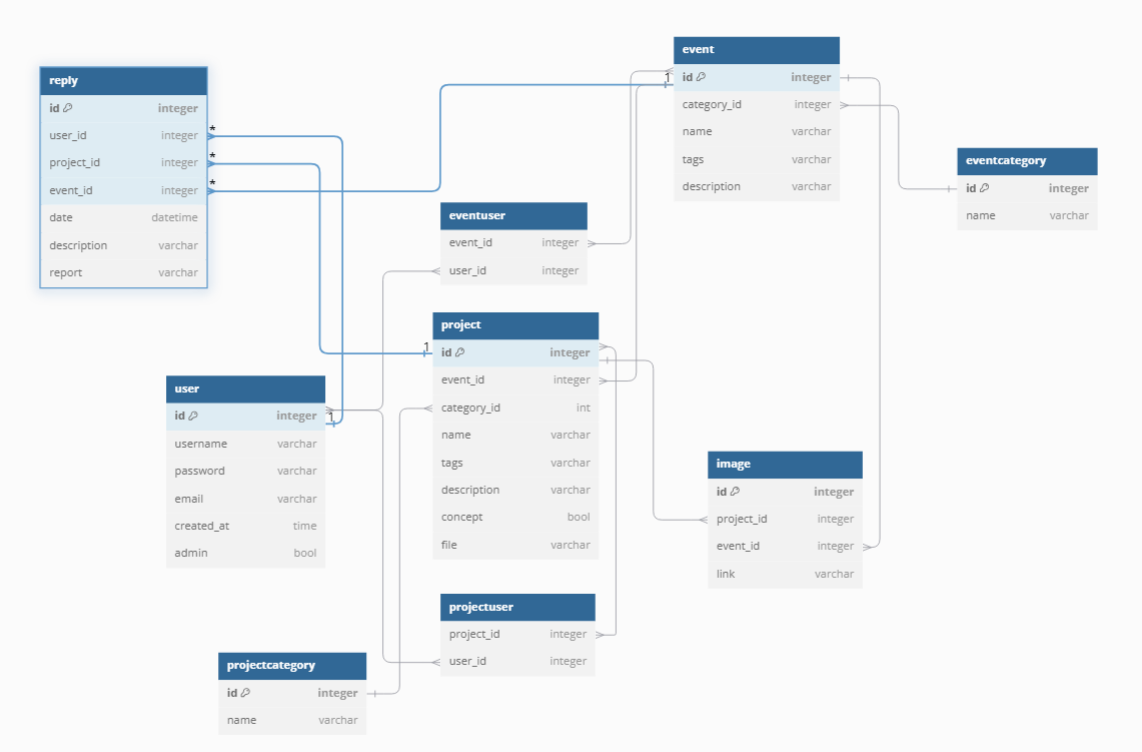 reply
id integer
user_id integer *
project_id integer *
event_id integer *
date datetime
description varchar
report varchar
event
1 id integer
category_id integer
name varchar
tags varchar
description varchar
eventcategory
id integer
name varchar
eventuser
event_id integer
user_id integer
project
1 id integer
event_id integer
category_id int
name varchar
tags varchar
description varchar
concept bool
file varchar
user
id integer 1
username varchar
password varchar
email varchar
created_at time
admin bool
image
id integer
project_id integer
event_id integer
link varchar
projectuser
project_id integer
user_id integer
projectcategory
id integer
name varchar